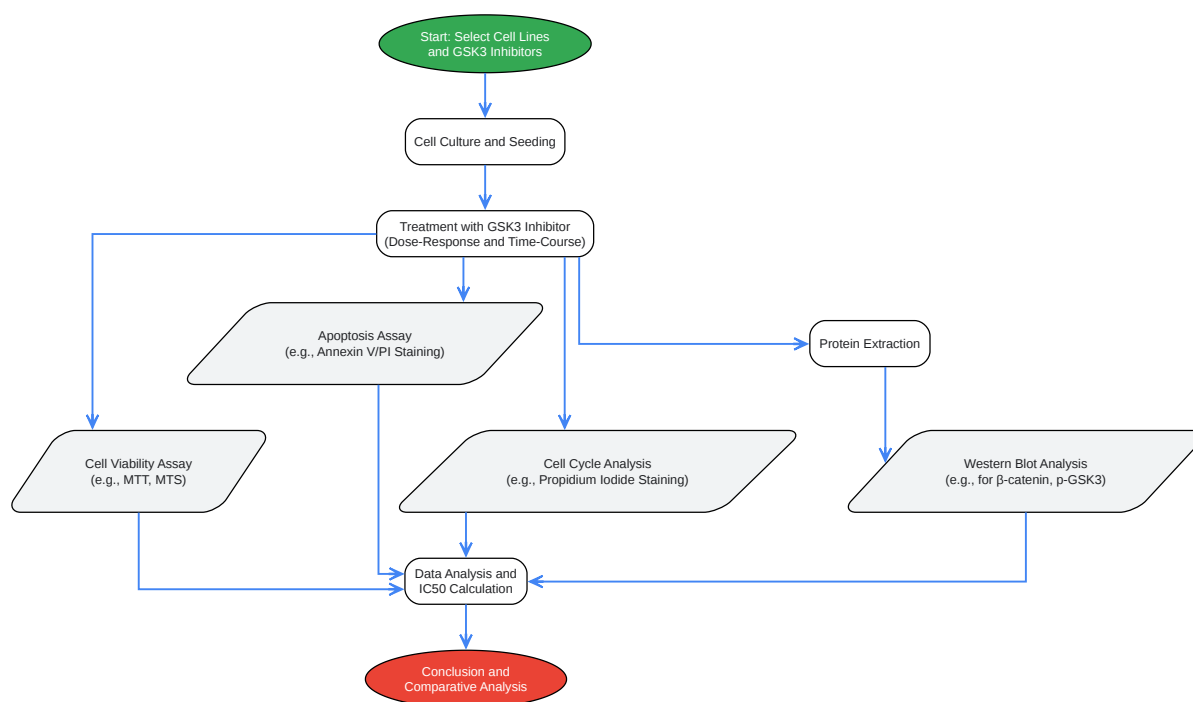 Start: Select Cell Lines
and GSK3 Inhibitors
Cell Culture and Seeding
Treatment with GSK3 Inhibitor
(Dose-Response and Time-Course)
Apoptosis Assay
(e.g., Annexin V/PI Staining)
Protein Extraction
Cell Viability Assay
(e.g., MTT, MTS)
Cell Cycle Analysis
(e.g., Propidium Iodide Staining)
Western Blot Analysis
(e.g., for β-catenin, p-GSK3)
Data Analysis and
IC50 Calculation
Conclusion and
Comparative Analysis